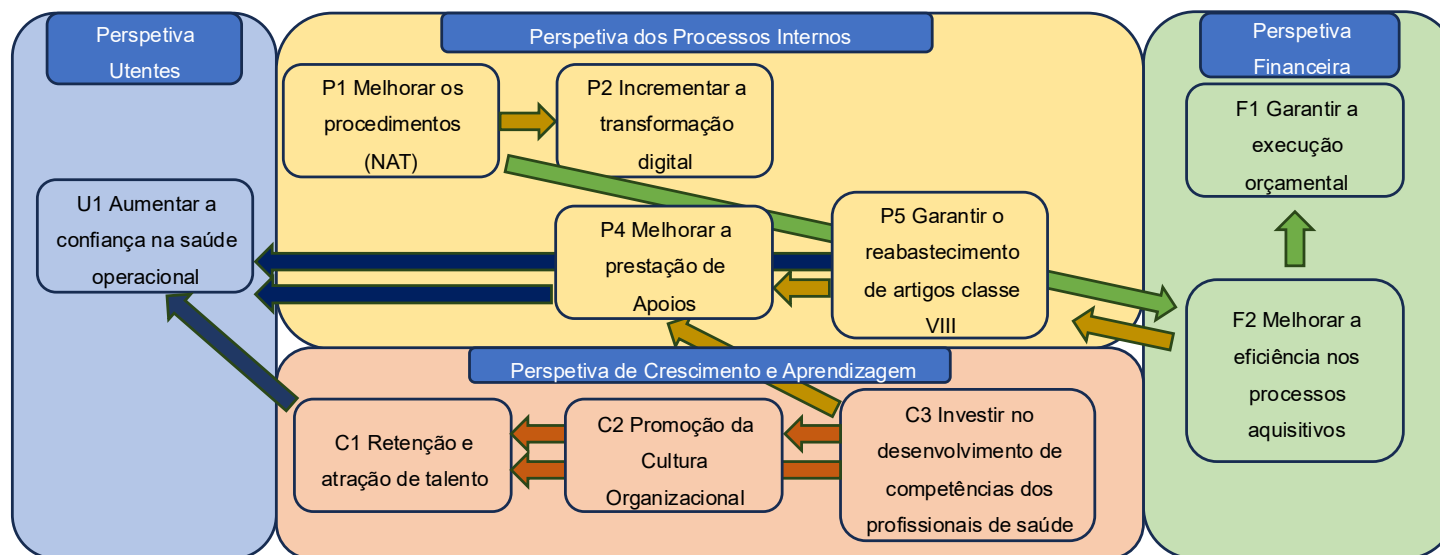 Perspetiva
Utentes
Perspetiva dos Processos Internos
Perspetiva
Financeira
P1 Melhorar os
procedimentos
(NAT)
P2 Incrementar a
transformação
digital
F1 Garantir a
execução
orçamental
U1 Aumentar a
confiança na saúde
operacional
P4 Melhorar a
prestação de
Apoios
P5 Garantir o
reabastecimento
de artigos classe
VIII
F2 Melhorar a
eficiência nos
processos
aquisitivos
Perspetiva de Crescimento e Aprendizagem
C1 Retenção e
atração de talento
C2 Promoção da
Cultura
Organizacional
C3 Investir no
desenvolvimento de
competências dos
profissionais de saúde